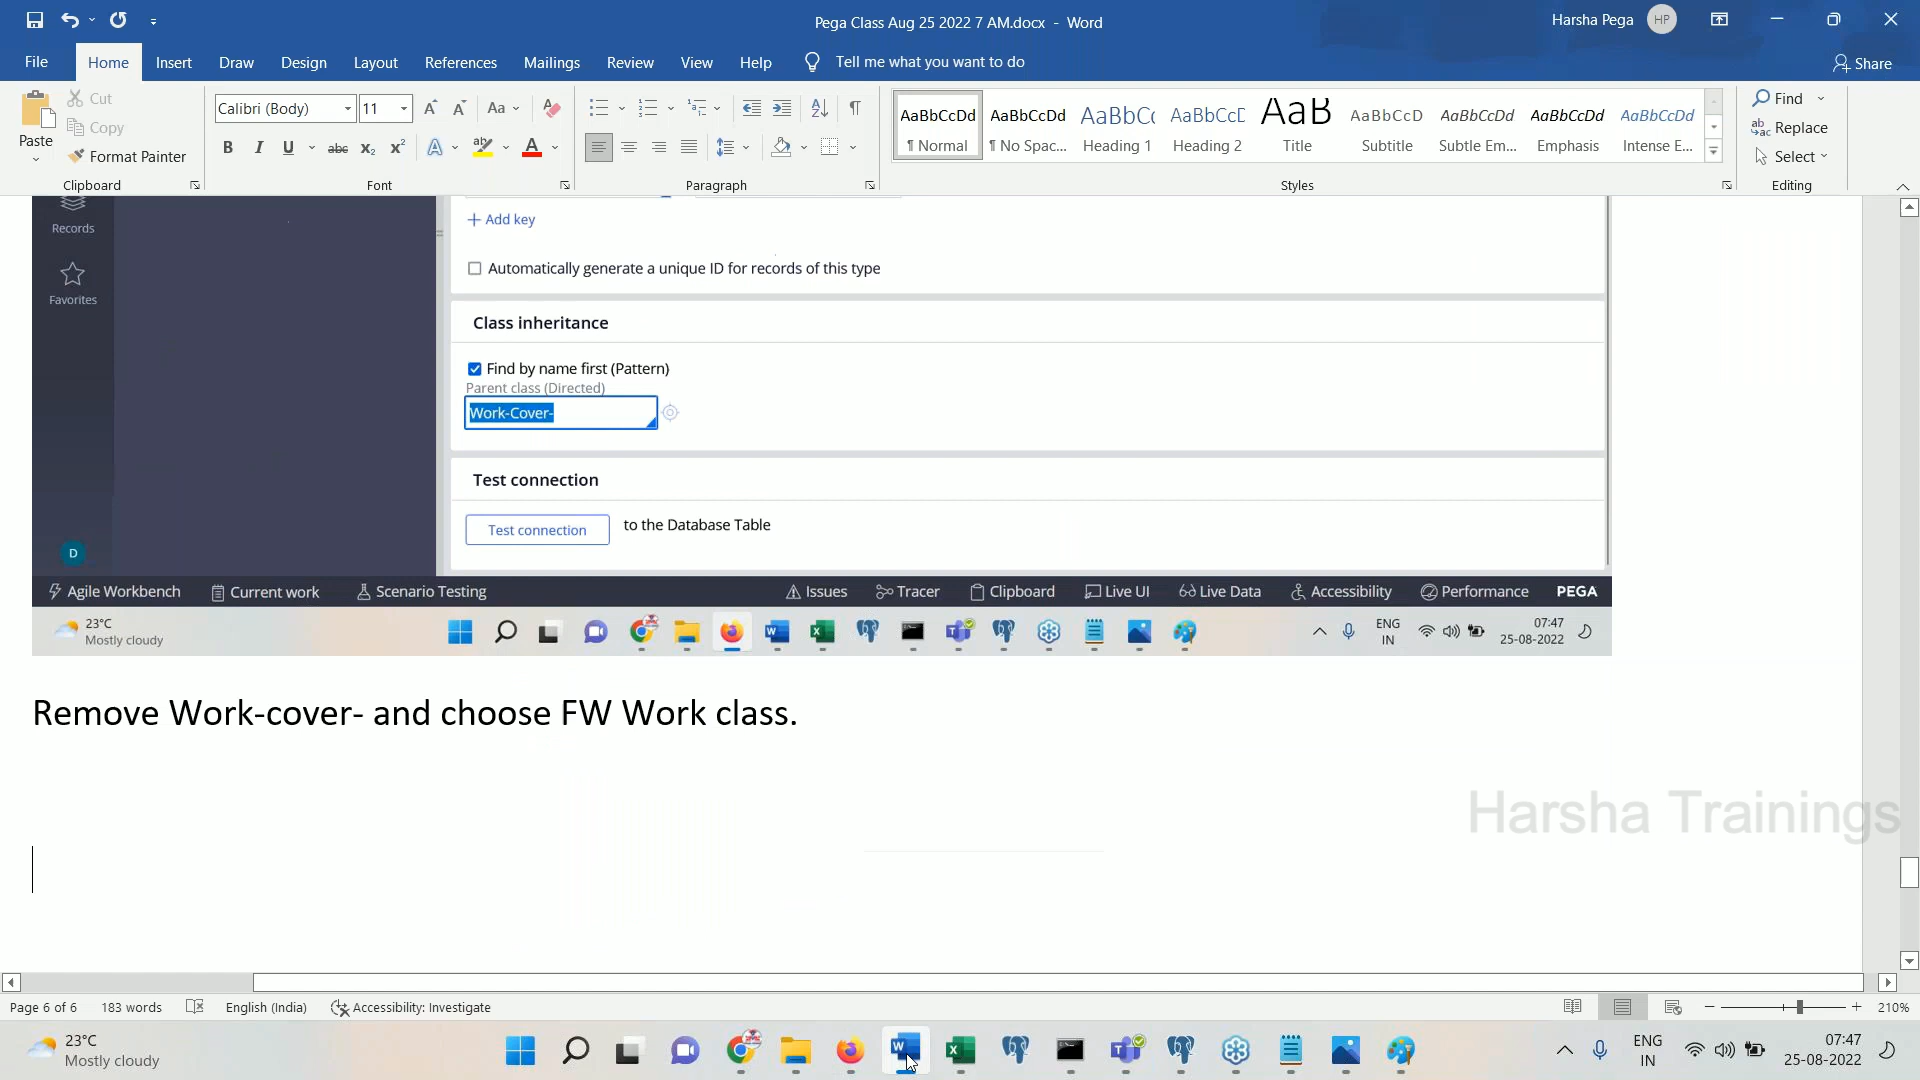 Pega Class Aug 25 2022 7 AM.docx - Word
Harsha Pega
HP
File
Home
Insert
Draw
Design
Layout
References
Mailings
Review
View
Help
Tell me what you want to do
Share
Paste
Cut
Copy
Format Painter
Clipboard
Calibri (Body)
11
Font
Paragraph
AaBbCcDd
¶ Normal
AaBbCcDd
¶ No Spac...
AaBbCc
Heading 1
AaBbCcD
Heading 2
AaB
Title
AaBbCcD
Subtitle
AaBbCcDd
Subtle Em...
AaBbCcDd
Emphasis
AaBbCcDd
Intense E...
Styles
Find
Replace
Select
Editing
Records
Favorites
D
Add key
Automatically generate a unique ID for records of this type
Class inheritance
Find by name first (Pattern)
Parent class (Directed)
Work-Cover-
Test connection
Test connection
to the Database Table
Agile Workbench
Current work
Scenario Testing
Issues
Tracer
Clipboard
Live UI
Live Data
Accessibility
Performance
PEGA
23°C
Mostly cloudy
ENG
IN
07:47
25-08-2022
Remove Work-cover- and choose FW Work class.
Harsha Trainings
Page 6 of 6
183 words
English (India)
Accessibility: Investigate
210%
23°C
Mostly cloudy
ENG
IN
07:47
25-08-2022